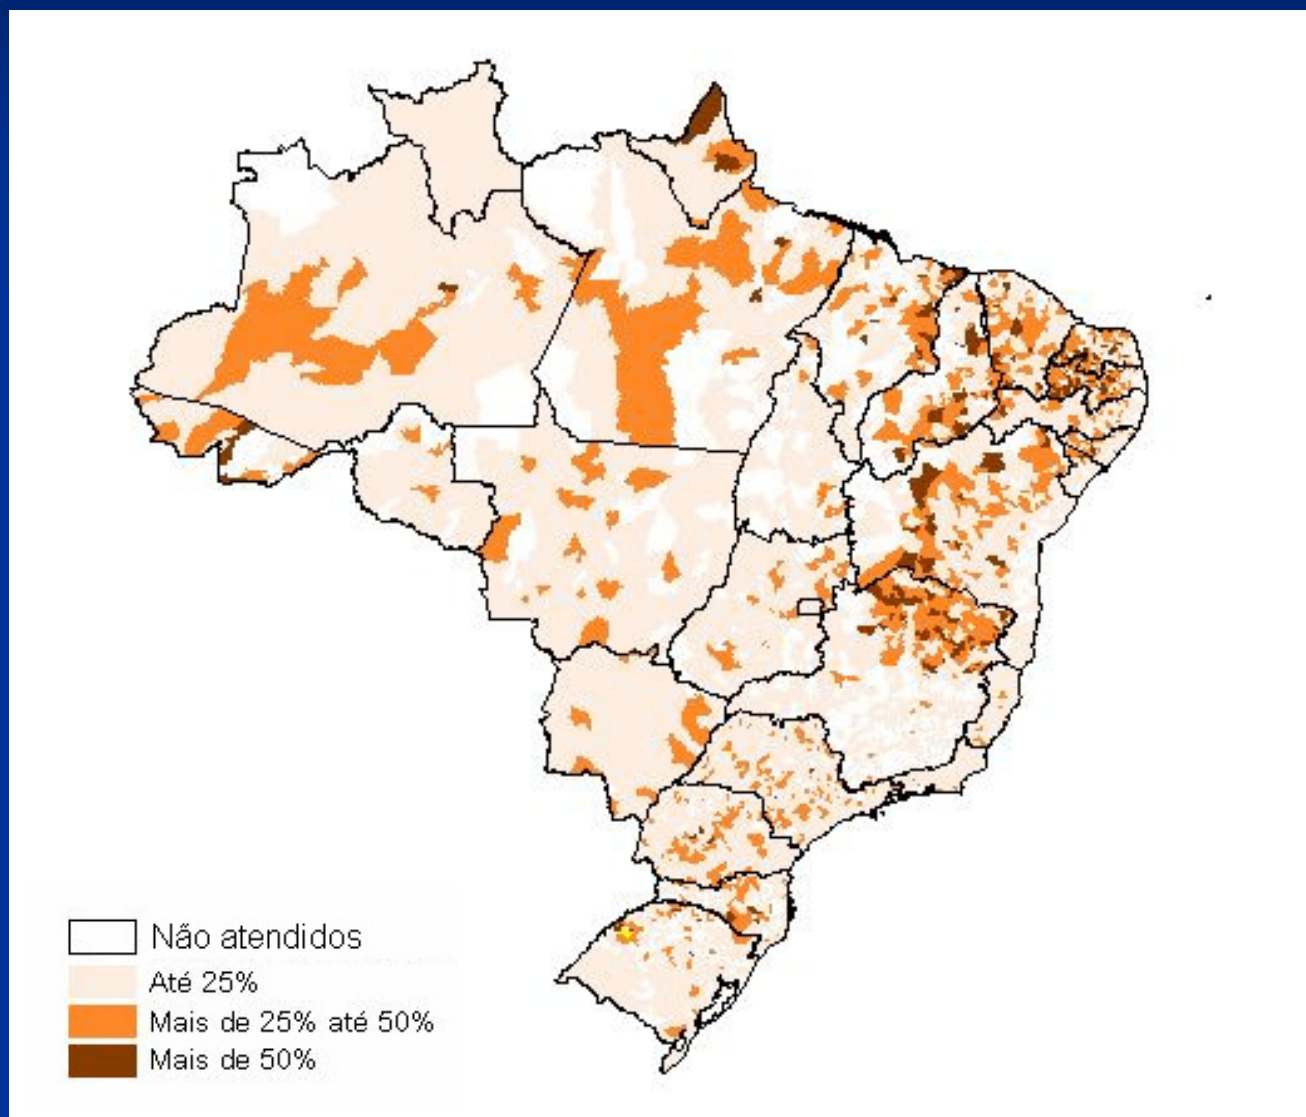 Não atendidos
Até 25%
Mais de 25% até 50%
Mais de 50%